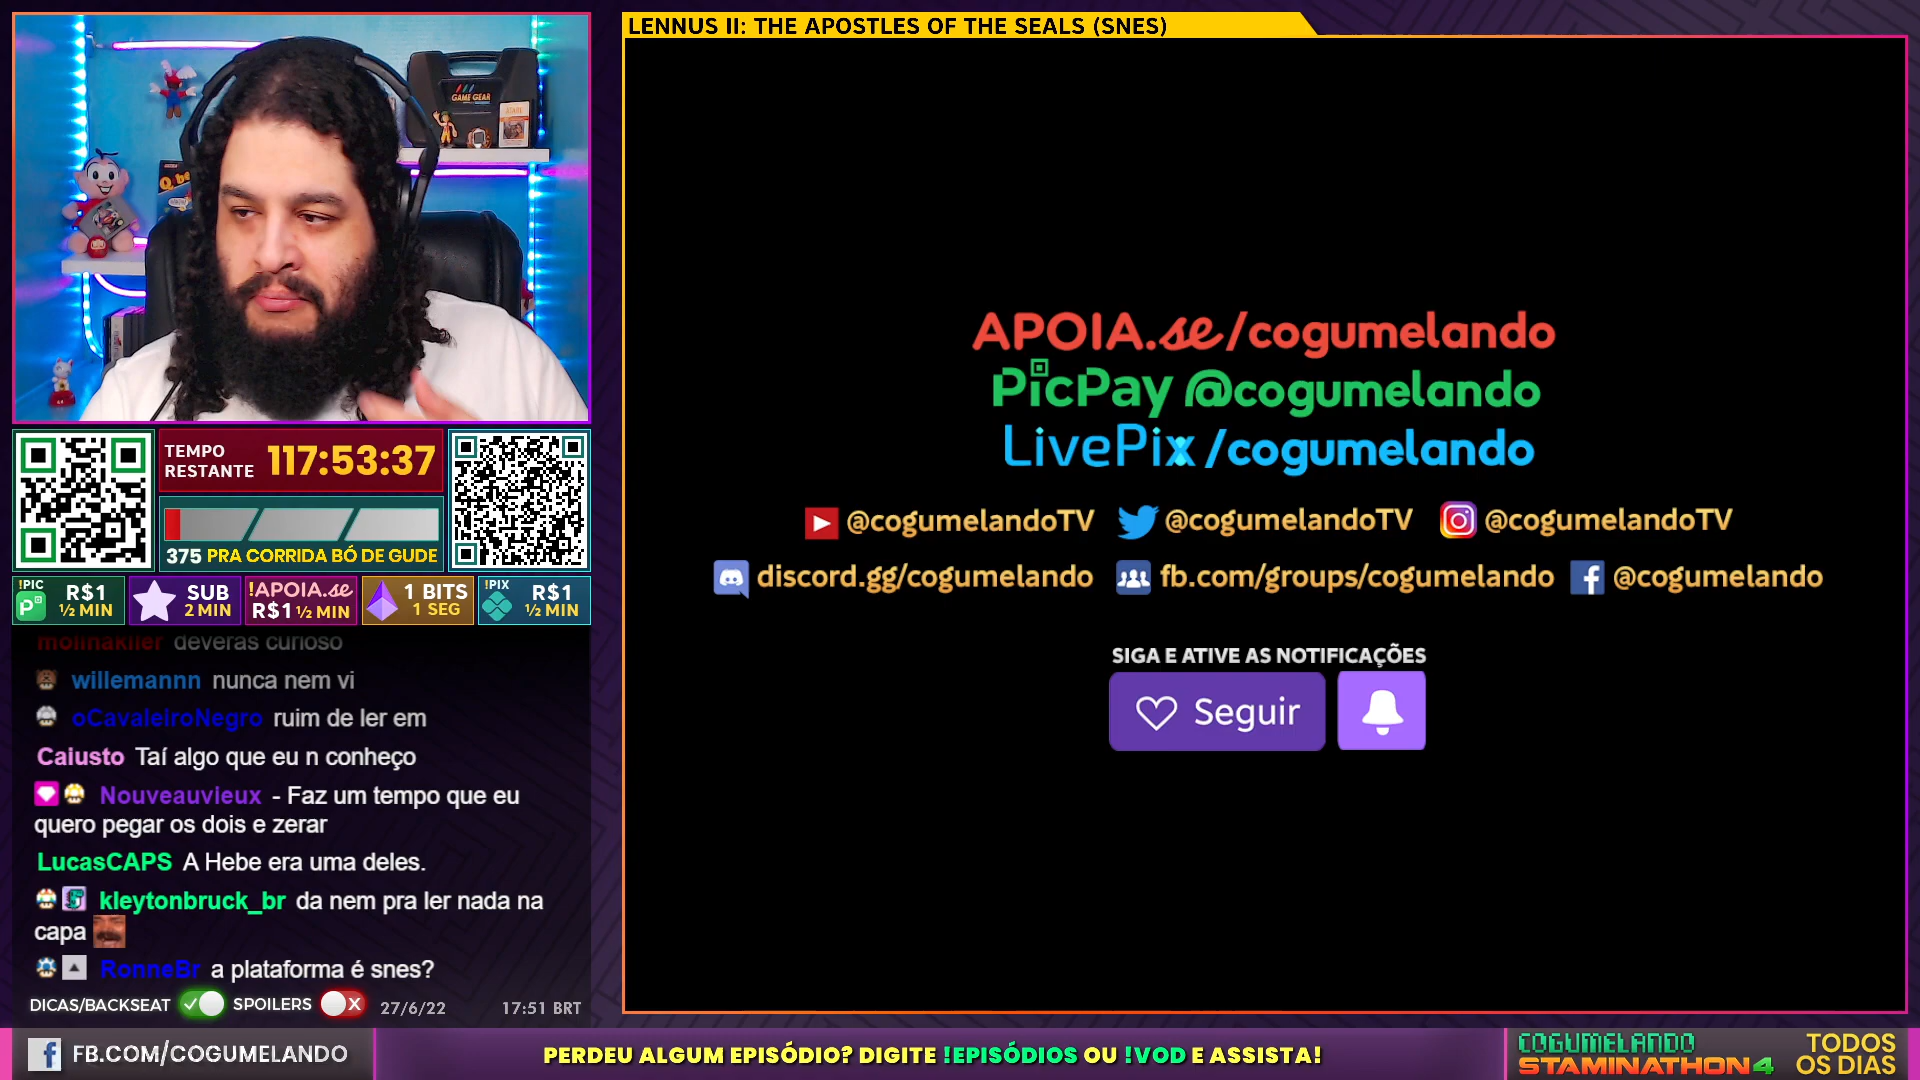 LENNUS II: THE APOSTLES OF THE SEALS (SNES)
GAME GEAR
TEMPO RESTANTE 117:53:37
375 PRA CORRIDA BÓ DE GUDE
!PIC R$1 ½ MIN
SUB 2 MIN
!APOIA.se R$1 ½ MIN
1 BITS 1 SEG
!PIX R$1 ½ MIN
molinakiler deveras curioso
willemannn nunca nem vi
oCavaleiroNegro ruim de ler em
Caiusto Taí algo que eu n conheço
Nouveauvieux - Faz um tempo que eu
quero pegar os dois e zerar
LucasCAPS A Hebe era uma deles.
kleytonbruck_br da nem pra ler nada na
capa
RonneBr a plataforma é snes?
DICAS/BACKSEAT SPOILERS X 27/6/22 17:51 BRT
APOIA.se/cogumelando
PicPay @cogumelando
LivePix /cogumelando
@cogumelandoTV @cogumelandoTV @cogumelandoTV
discord.gg/cogumelando fb.com/groups/cogumelando @cogumelando
SIGA E ATIVE AS NOTIFICAÇÕES
Seguir
FB.COM/COGUMELANDO
PERDEU ALGUM EPISÓDIO? DIGITE !EPISÓDIOS OU !VOD E ASSISTA!
COGUMELANDO
STAMINATHON 4
TODOS
OS DIAS